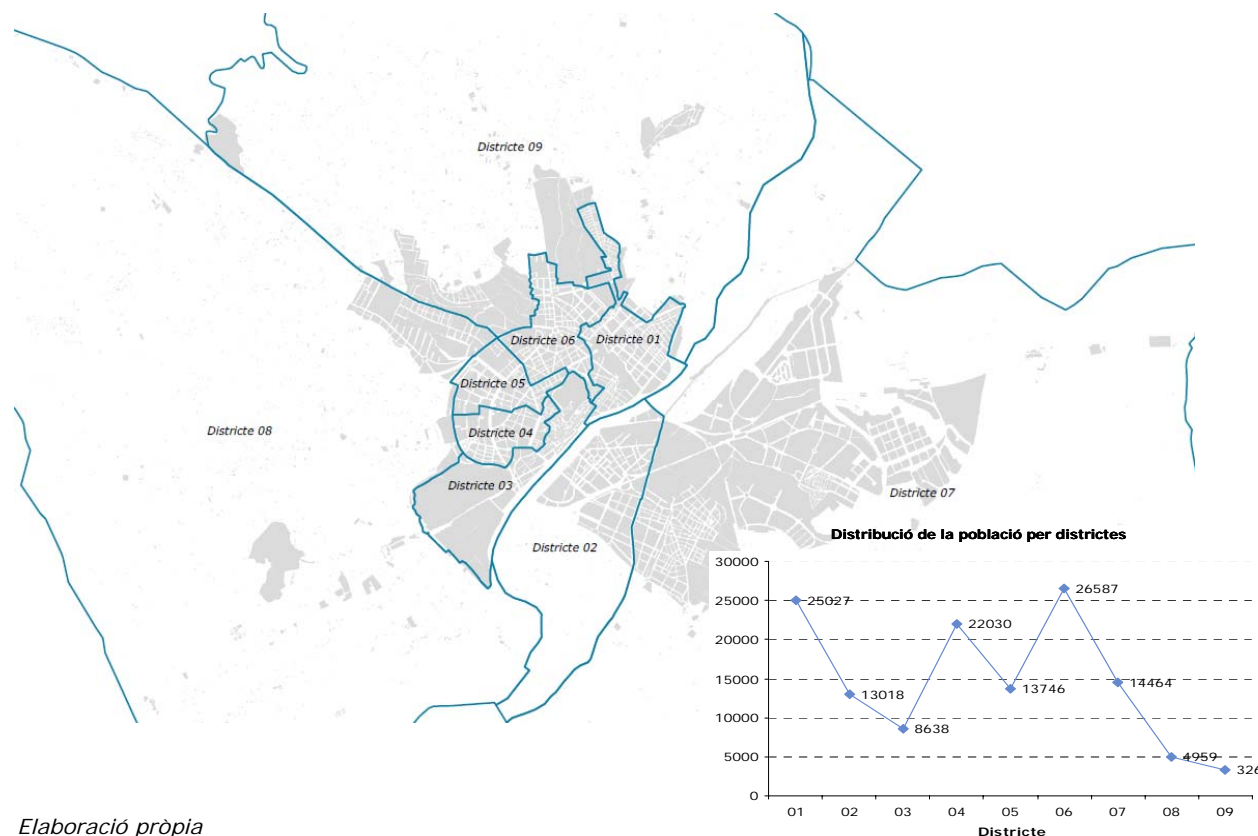 Districte 09
Districte 06
Districte 01
Districte 05
Districte 08
Districte 04
Districte 03
Districte 07
Districte 02
Distribució de la població per districtes
30000
25000
20000
15000
10000
5000
0
25027
13018
8638
22030
13746
26587
14464
4959
01 02 03 04 05 06 07 08 09
Districte
Elaboració pròpia